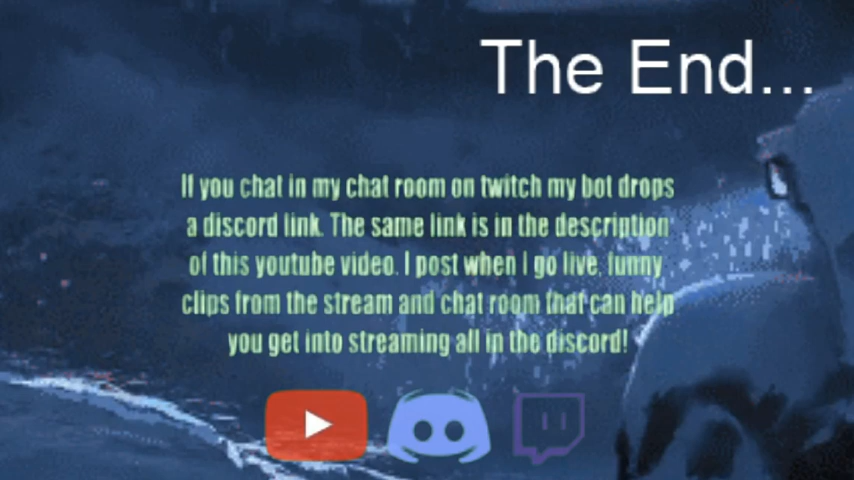 The End...
If you chat in my chat room on twitch my bot drops
a discord link. The same link is in the description
of this youtube video. I post when I go live, funny
clips from the stream and chat room that can help
you get into streaming all in the discord!